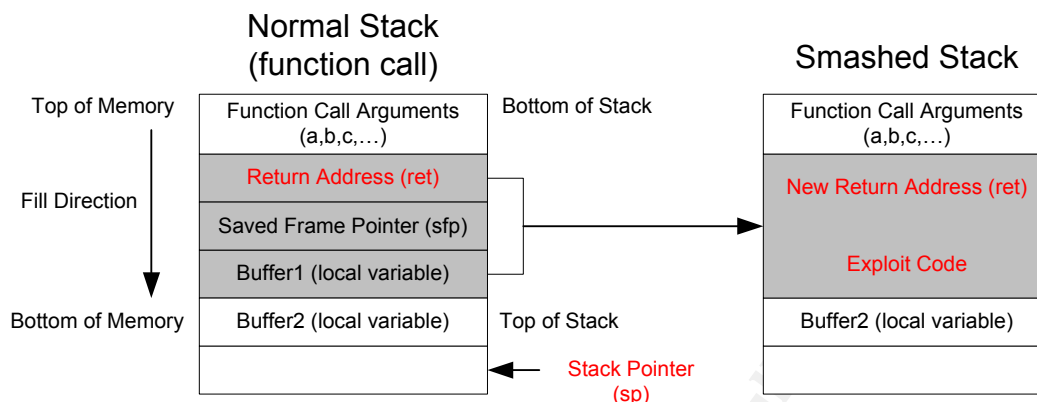 Normal Stack
(function call)
Smashed Stack
Top of Memory
Function Call Arguments
(a,b,c,…)
Bottom of Stack
Function Call Arguments
(a,b,c,…)
Return Address (ret)
New Return Address (ret)
Fill Direction
Saved Frame Pointer (sfp)
Buffer1 (local variable)
Exploit Code
Bottom of Memory
Buffer2 (local variable)
Top of Stack
Buffer2 (local variable)
Stack Pointer
(sp)